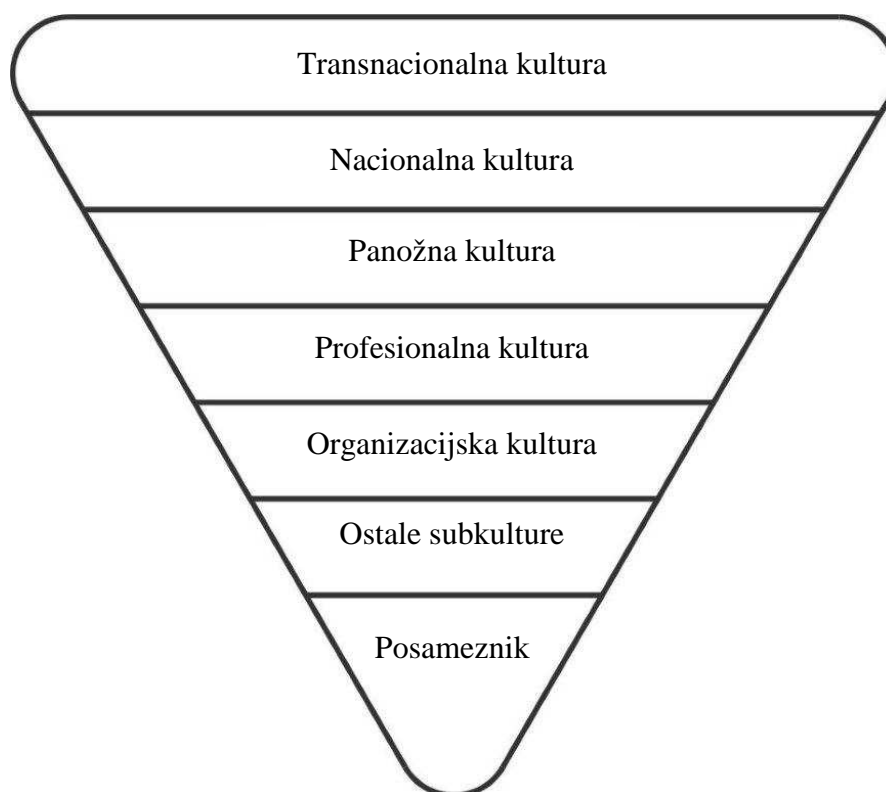 Transnacionalna kultura
Nacionalna kultura
Panožna kultura
Profesionalna kultura
Organizacijska kultura
Ostale subkulture
Posameznik